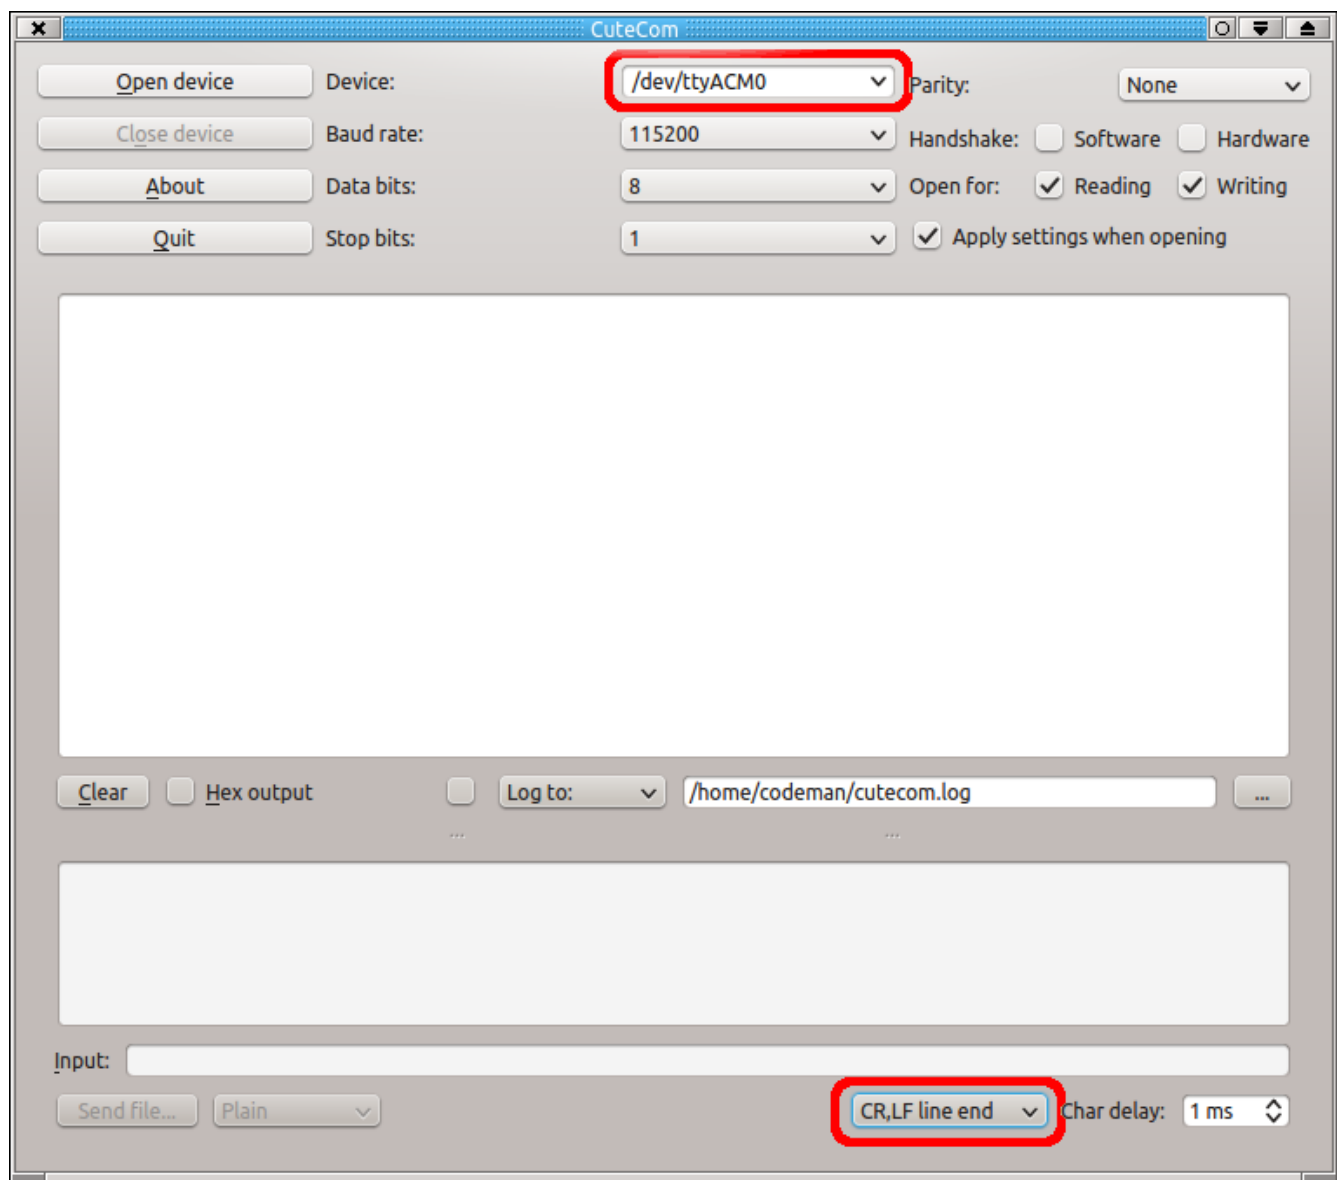 CuteCom
Open device Device: /dev/ttyACM0 Parity: None
Close device Baud rate: 115200 Handshake: Software Hardware
About Data bits: 8 Open for: Reading Writing
Quit Stop bits: 1 Apply settings when opening
Clear Hex output Log to: /home/codeman/cutecom.log ...
Input:
Send file... Plain CR,LF line end Char delay: 1 ms